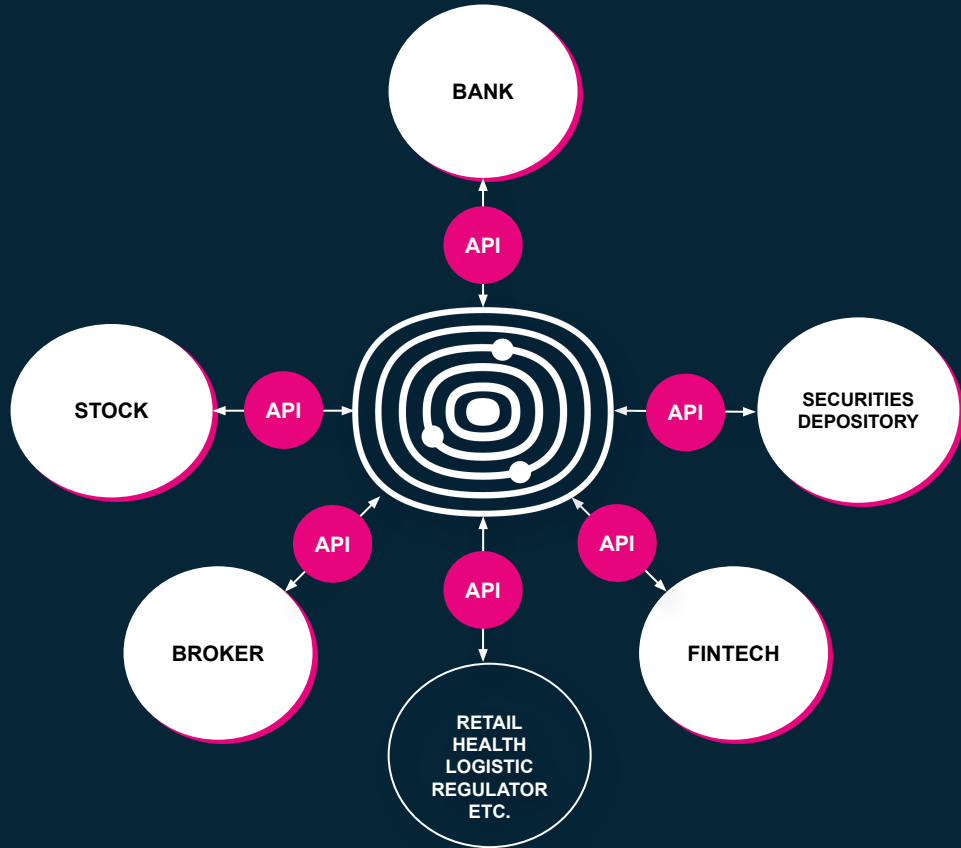 BANK
API
STOCK
API
API
SECURITIES
DEPOSITORY
API
API
API
BROKER
FINTECH
RETAIL
HEALTH
LOGISTIC
REGULATOR
ETC.